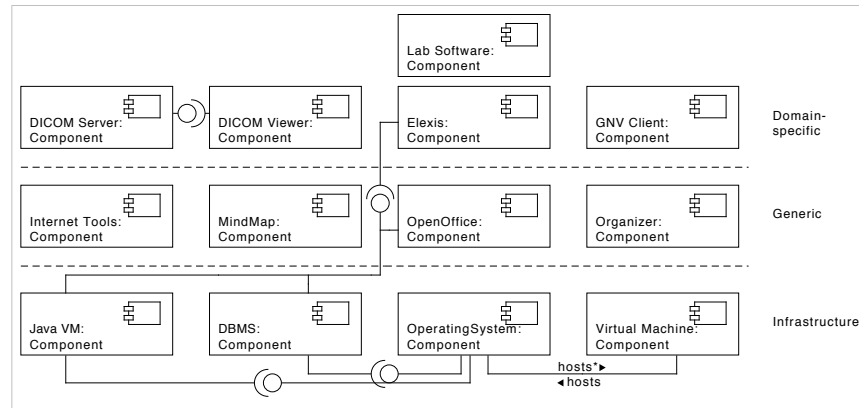 Lab Software:
Component
DICOM Server:
Component
DICOM Viewer:
Component
Elexis:
Component
GNV Client:
Component
Domain-
specific
Internet Tools:
Component
MindMap:
Component
OpenOffice:
Component
Organizer:
Component
Generic
Java VM:
Component
DBMS:
Component
OperatingSystem:
Component
Virtual Machine:
Component
Infrastructure
hosts*▶
◀hosts